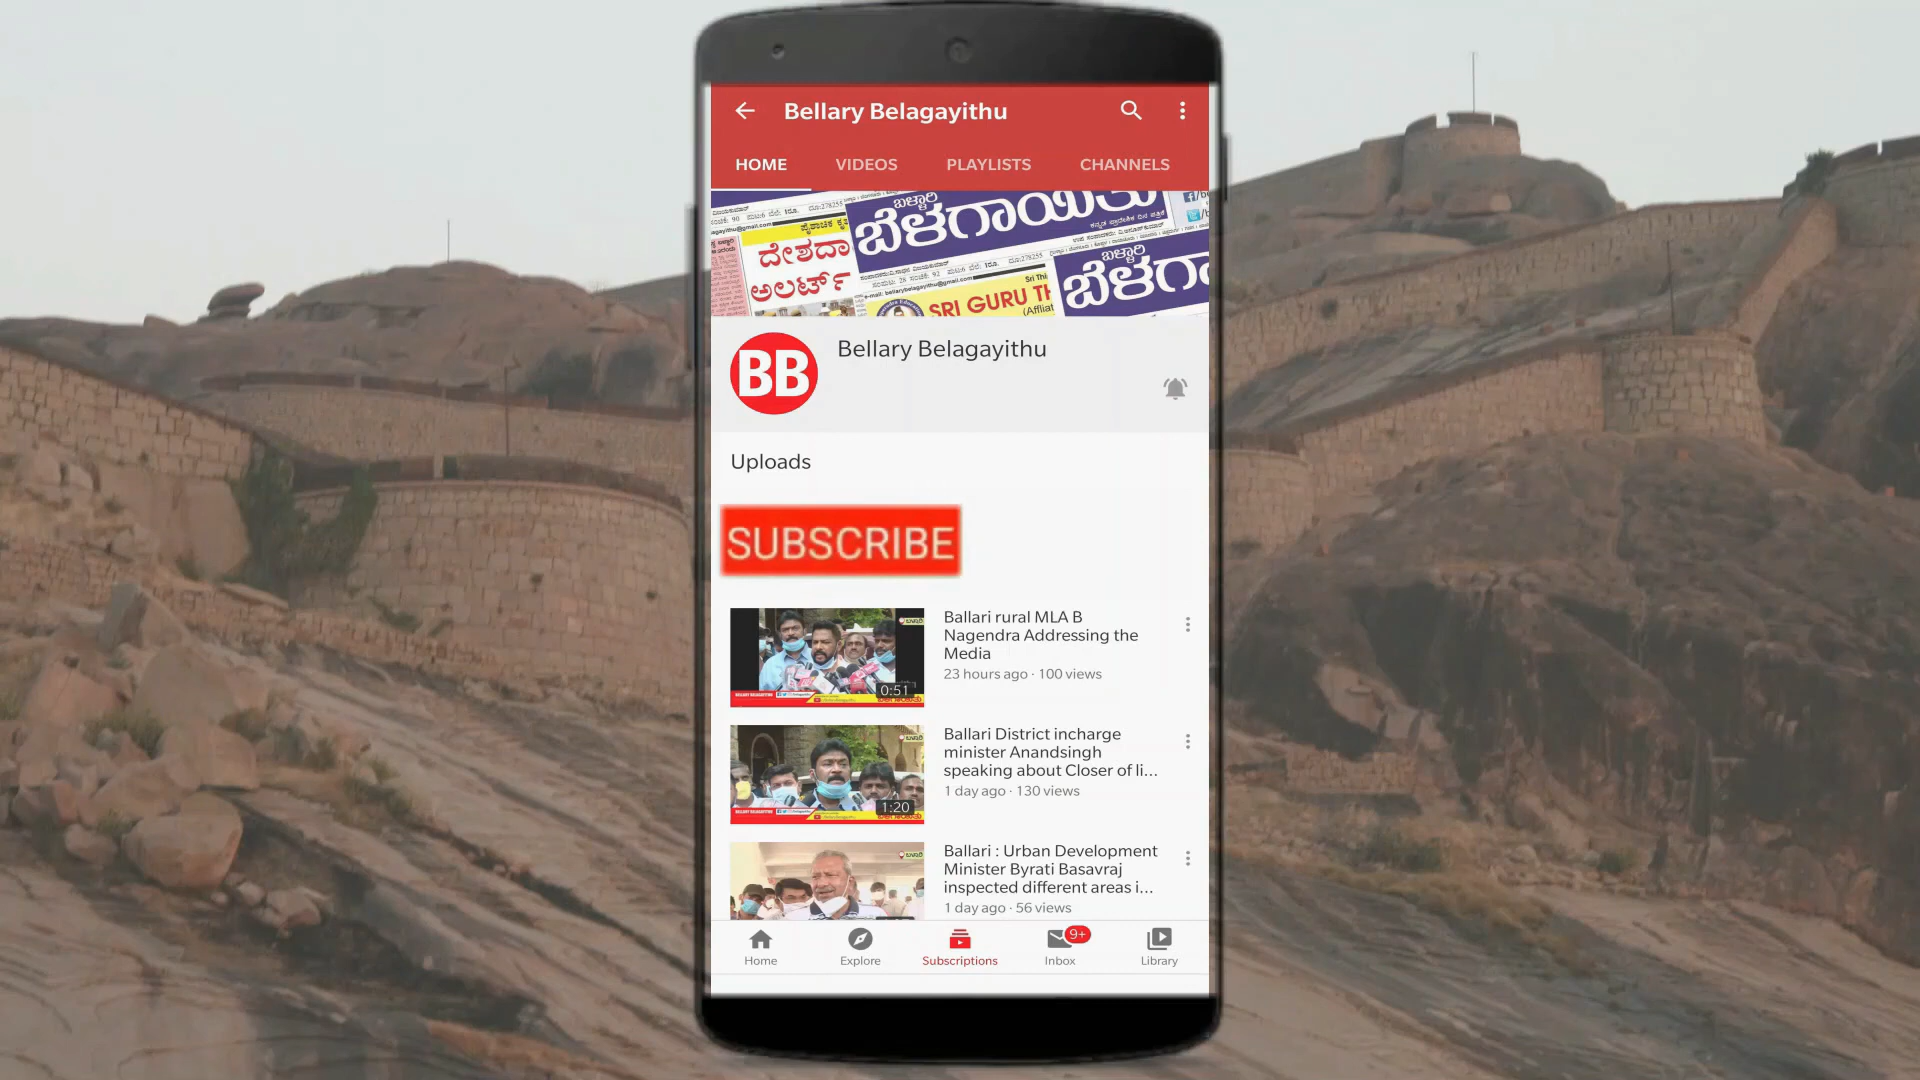 Bellary Belagayithu
HOME VIDEOS PLAYLISTS CHANNELS
ಬಳ್ಳಾರಿ
ಬೆಳಗಾಯಿತು
ದೇಶದಾ
ಅಲರ್ಟ್
SRI GURU TH
(Affliat
ಬಳ್ಳಾರಿ
ಬೆಳಗಾ
BB
Bellary Belagayithu
Uploads
SUBSCRIBE
Ballari rural MLA B
Nagendra Addressing the
Media
23 hours ago · 100 views
0:51
Ballari District incharge
minister Anandsingh
speaking about Closer of li...
1 day ago · 130 views
1:20
Ballari : Urban Development
Minister Byrati Basavraj
inspected different areas i...
1 day ago · 56 views
9+
Home Explore Subscriptions Inbox Library